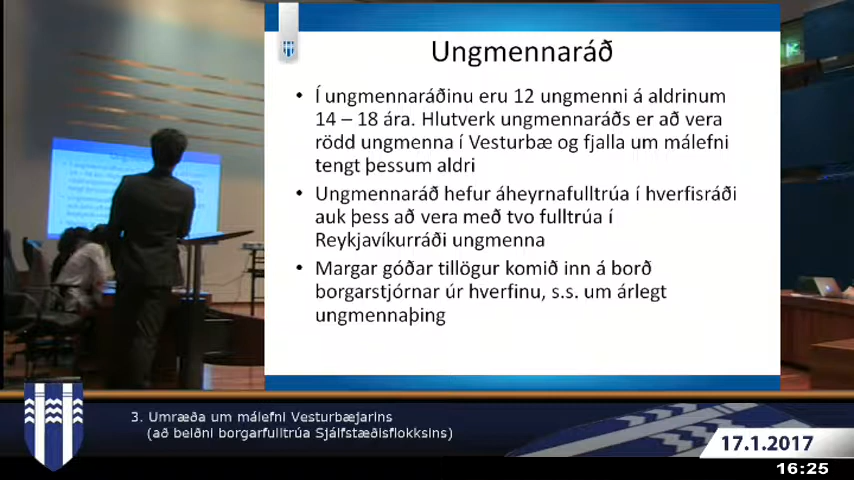 Ungmennaráð
• Í ungmennaráðinu eru 12 ungmenni á aldrinum
14 – 18 ára. Hlutverk ungmennaráðs er að vera
rödd ungmenna í Vesturbæ og fjalla um málefni
tengt þessum aldri
• Ungmennaráð hefur áheyrnafulltrúa í hverfisráði
auk þess að vera með tvo fulltrúa í
Reykjavíkurráði ungmenna
• Margar góðar tillögur komið inn á borð
borgarstjórnar úr hverfinu, s.s. um árlegt
ungmennaþing
3. Umræða um málefni Vesturbæjarins
(að beiðni borgarfulltrúa Sjálfstæðisflokksins)
17.1.2017
16:25